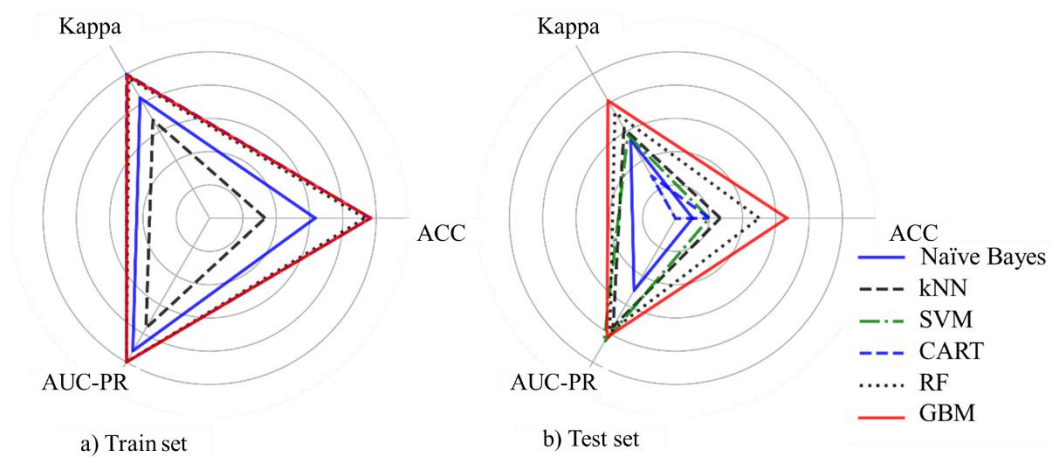 Kappa
ACC
AUC-PR
a) Train set
Kappa
ACC
AUC-PR
b) Test set
Naïve Bayes
kNN
SVM
CART
RF
GBM